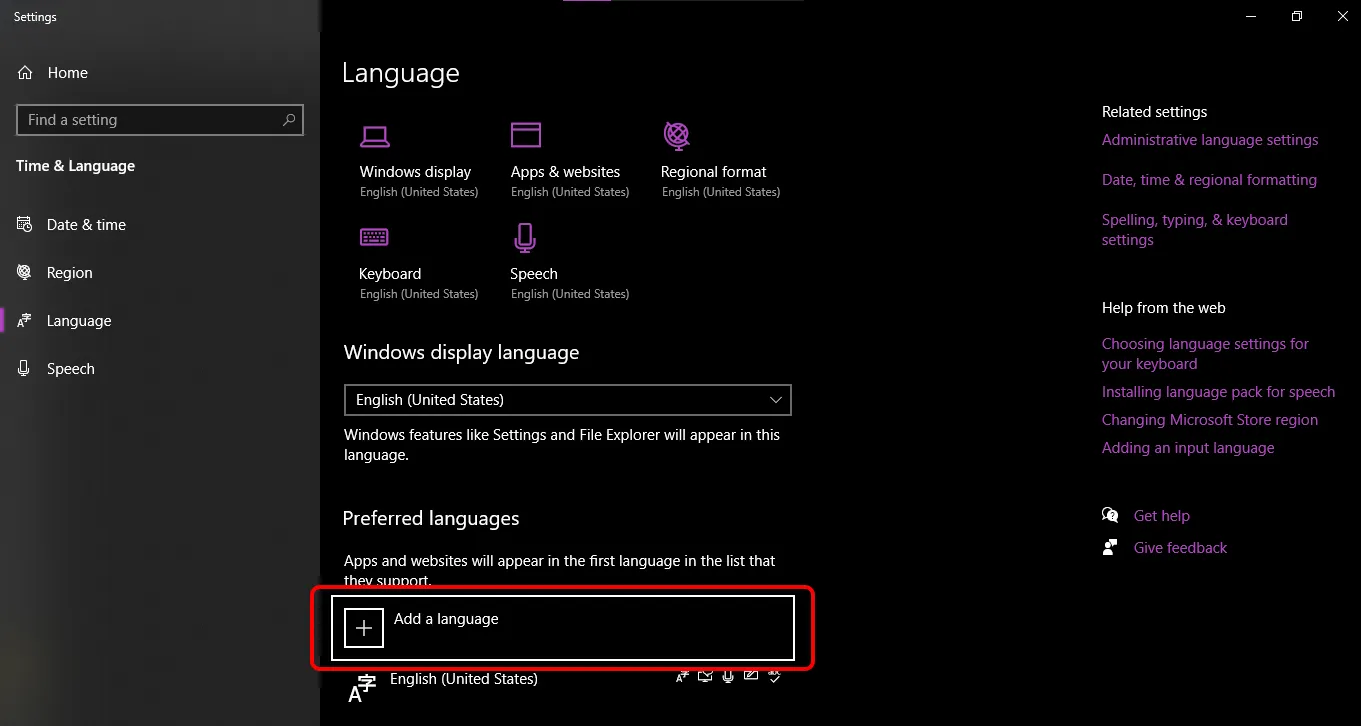 Settings
Home
Find a setting
Time & Language
Date & time
Region
Language
Speech
Language
Windows display
English (United States)
Apps & websites
English (United States)
Regional format
English (United States)
Keyboard
English (United States)
Speech
English (United States)
Windows display language
English (United States)
Windows features like Settings and File Explorer will appear in this
language.
Preferred languages
Apps and websites will appear in the first language in the list that
they support.
Add a language
English (United States)
Related settings
Administrative language settings
Date, time & regional formatting
Spelling, typing, & keyboard
settings
Help from the web
Choosing language settings for
your keyboard
Installing language pack for speech
Changing Microsoft Store region
Adding an input language
Get help
Give feedback